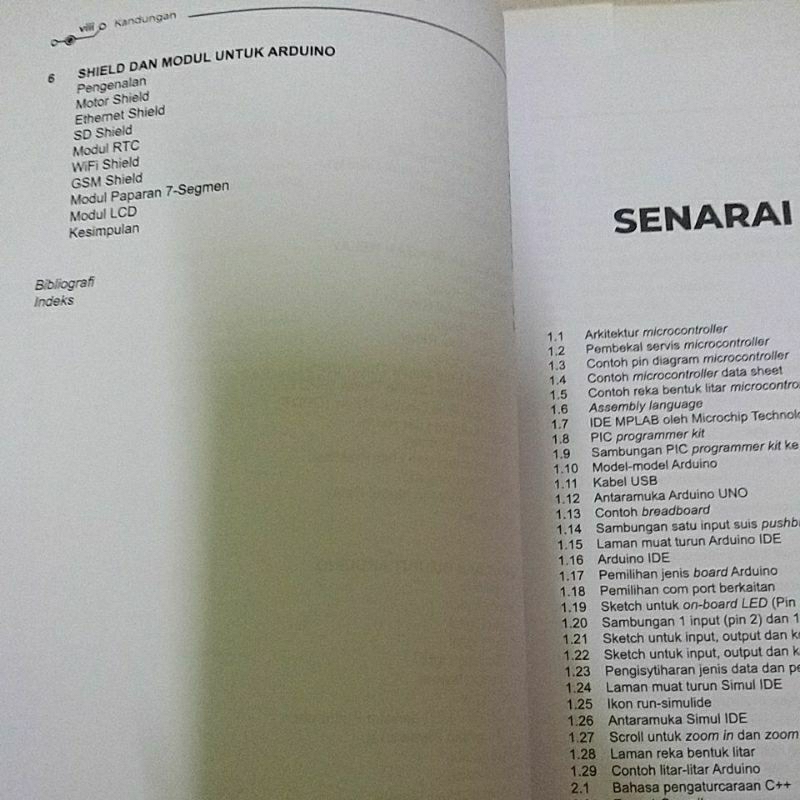 viii Kandungan
6 SHIELD DAN MODUL UNTUK ARDUINO
Pengenalan
Motor Shield
Ethernet Shield
SD Shield
Modul RTC
WiFi Shield
GSM Shield
Modul Paparan 7-Segmen
Modul LCD
Kesimpulan
Bibliografi
Indeks
SENARAI
1.1 Arkitektur microcontroller
1.2 Pembekal servis microcontroller
1.3 Contoh pin diagram microcontroller
1.4 Contoh microcontroller data sheet
1.5 Contoh reka bentuk litar microcontro
1.6 Assembly language
1.7 IDE MPLAB oleh Microchip Technolo
1.8 PIC programmer kit
1.9 Sambungan PIC programmer kit ke
1.10 Model-model Arduino
1.11 Kabel USB
1.12 Antaramuka Arduino UNO
1.13 Contoh breadboard
1.14 Sambungan satu input suis pushb
1.15 Laman muat turun Arduino IDE
1.16 Arduino IDE
1.17 Pemilihan jenis board Arduino
1.18 Pemilihan com port berkaitan
1.19 Sketch untuk on-board LED (Pin
1.20 Sambungan 1 input (pin 2) dan 1
1.21 Sketch untuk input, output dan k
1.22 Sketch untuk input, output dan k
1.23 Pengisytiharan jenis data dan pe
1.24 Laman muat turun Simul IDE
1.25 Ikon run-simulide
1.26 Antaramuka Simul IDE
1.27 Scroll untuk zoom in dan zoom
1.28 Laman reka bentuk litar
1.29 Contoh litar-litar Arduino
2.1 Bahasa pengaturcaraan C++